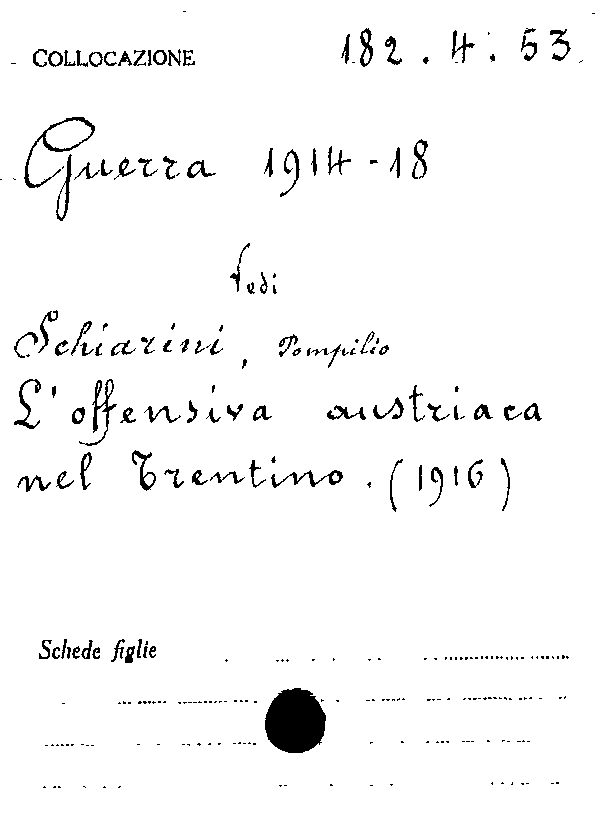 COLLOCAZIONE 182.4.53
Guerra 1914-18
Vedi
Schiarini, Pompilio
L'offensiva austriaca
nel Trentino. (1916)
Schede figlie